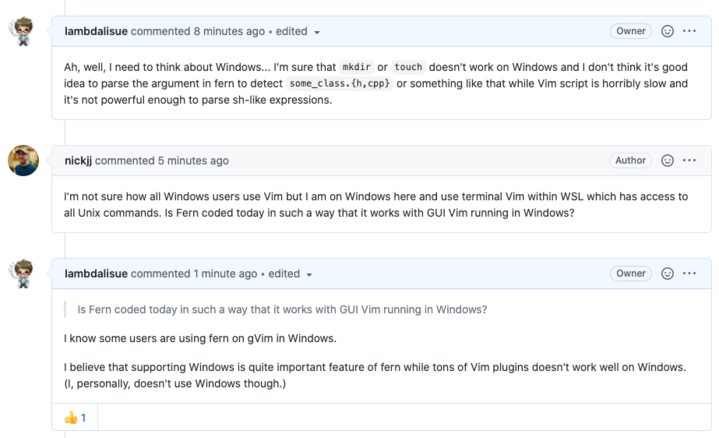 lambdalisue commented 8 minutes ago • edited
Owner
Ah, well, I need to think about Windows... I'm sure that mkdir or touch doesn't work on Windows and I don't think it's good
idea to parse the argument in fern to detect some_class.{h,cpp} or something like that while Vim script is horribly slow and
it's not powerful enough to parse sh-like expressions.
nickjj commented 5 minutes ago
Author
I'm not sure how all Windows users use Vim but I am on Windows here and use terminal Vim within WSL which has access to
all Unix commands. Is Fern coded today in such a way that it works with GUI Vim running in Windows?
lambdalisue commented 1 minute ago • edited
Owner
Is Fern coded today in such a way that it works with GUI Vim running in Windows?
I know some users are using fern on gVim in Windows.
I believe that supporting Windows is quite important feature of fern while tons of Vim plugins doesn't work well on Windows.
(I, personally, doesn't use Windows though.)
👍 1